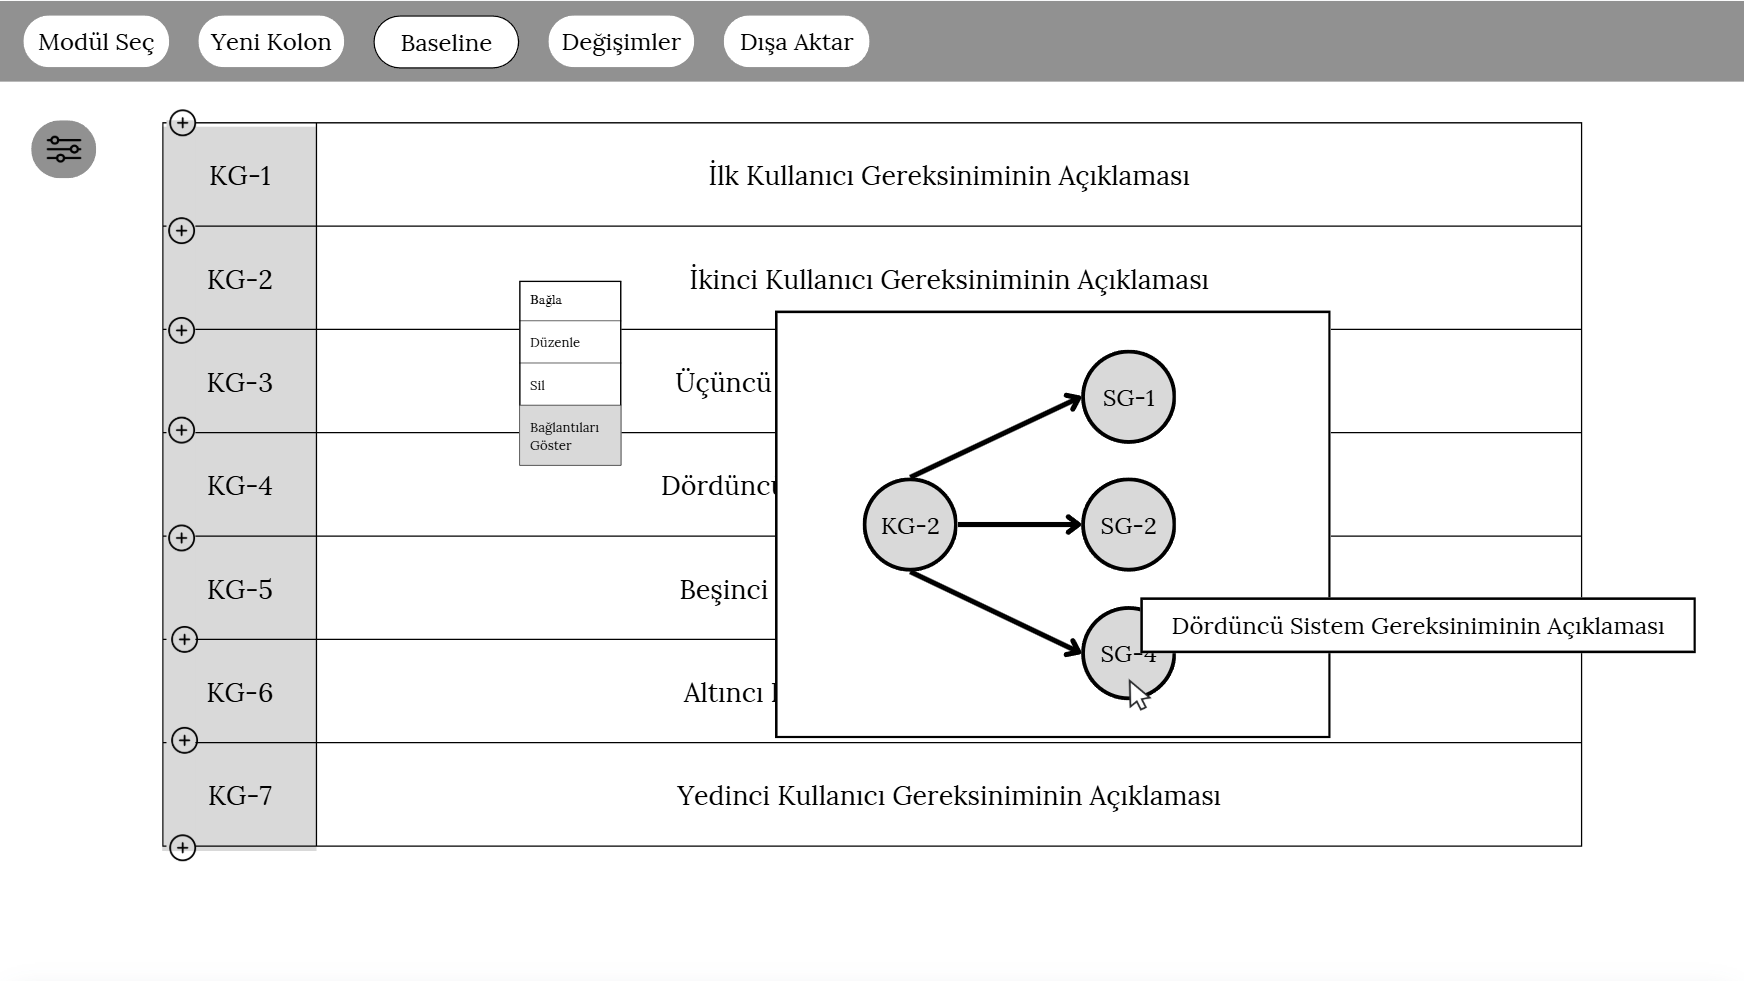 Modül Seç
Yeni Kolon
Baseline
Değişimler
Dışa Aktar
KG-1
İlk Kullanıcı Gereksiniminin Açıklaması
KG-2
İkinci Kullanıcı Gereksiniminin Açıklaması
Bağla
Düzenle
Sil
Bağlantıları
Göster
KG-3
Üçüncü
KG-4
Dördüncü
KG-5
Beşinci
KG-6
Altıncı
KG-7
Yedinci Kullanıcı Gereksiniminin Açıklaması
KG-2
SG-1
SG-2
SG-4
Dördüncü Sistem Gereksiniminin Açıklaması